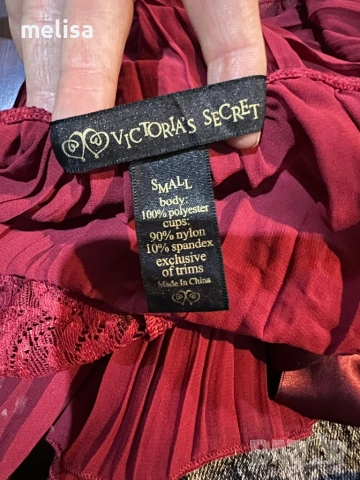 melisa
VICTORIA'S SECRET
SMALL
body:
100% polyester
cups:
90% nylon
10% spandex
exclusive
of trims
Made In China